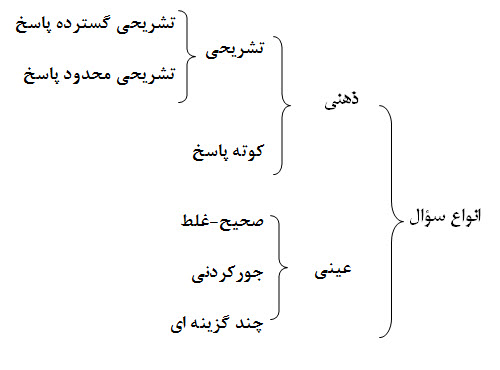 انواع سؤال
ذهنی
تشریحی
تشریحی گسترده پاسخ
تشریحی محدود پاسخ
کوته پاسخ
عینی
صحیح-غلط
جورکردنی
چند گزینه ای